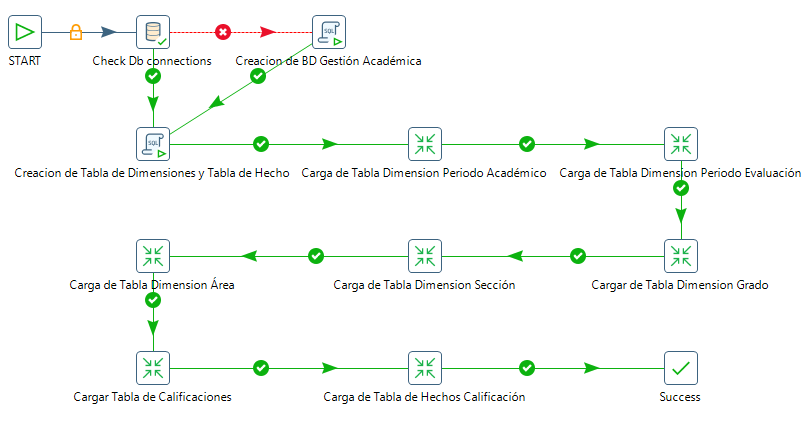 START
Check Db connections
Creacion de BD Gestión Académica
SQL
SQL
Creacion de Tabla de Dimensiones y Tabla de Hecho
Carga de Tabla Dimension Periodo Académico
Carga de Tabla Dimension Periodo Evaluación
Carga de Tabla Dimension Área
Carga de Tabla Dimension Sección
Cargar de Tabla Dimension Grado
Cargar Tabla de Calificaciones
Carga de Tabla de Hechos Calificación
Success